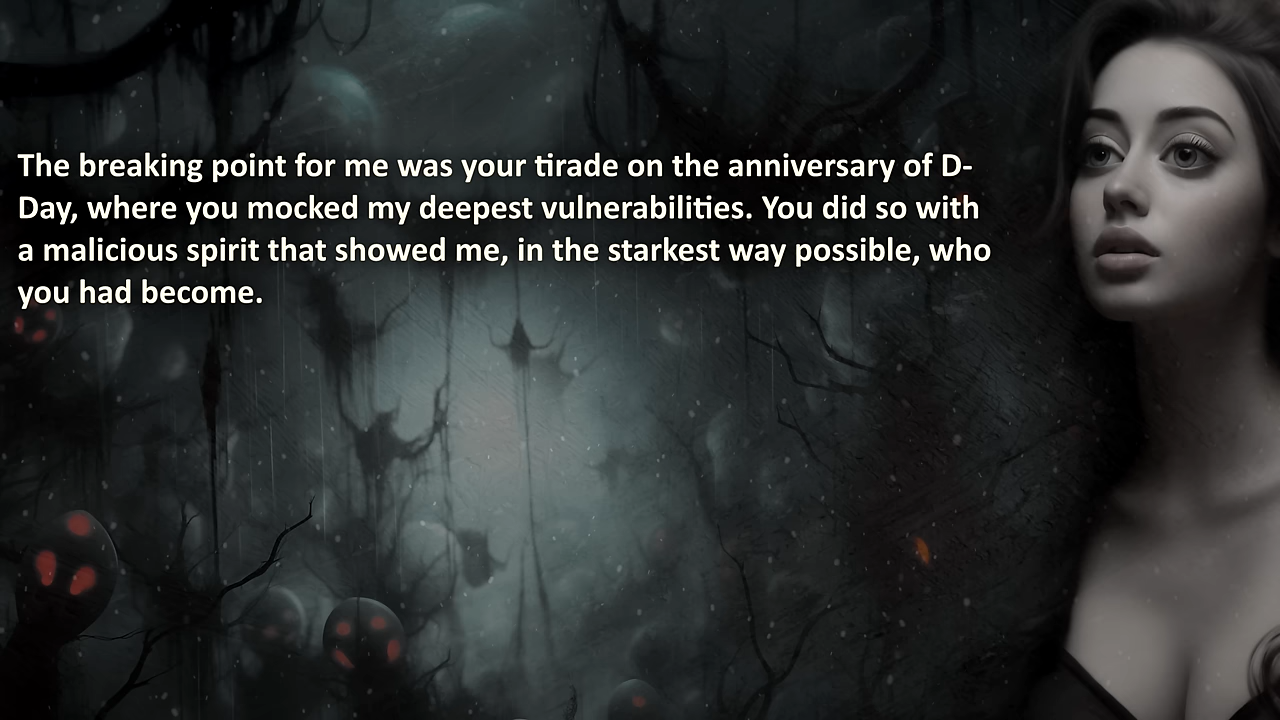 The breaking point for me was your tirade on the anniversary of D-
Day, where you mocked my deepest vulnerabilities. You did so with
a malicious spirit that showed me, in the starkest way possible, who
you had become.